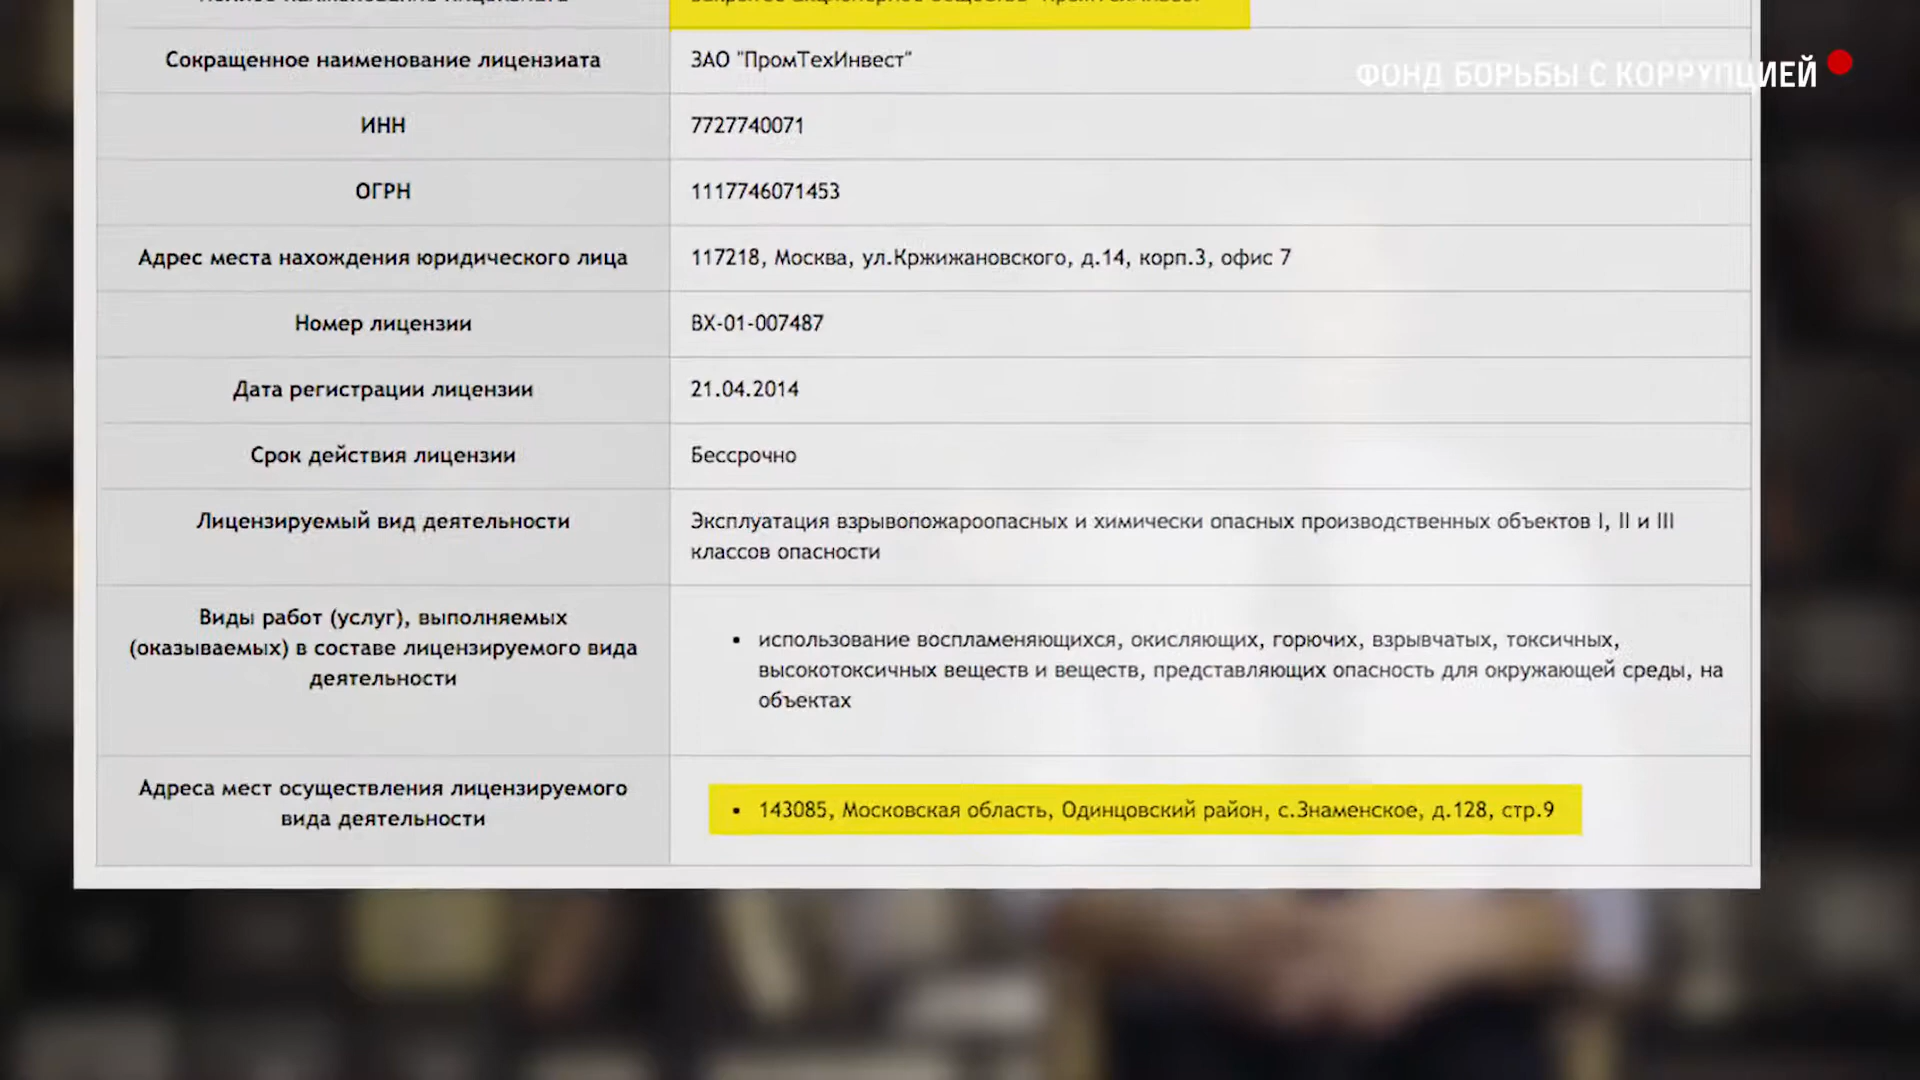 Сокращенное наименование лицензиата
ЗАО "ПромТехИнвест"
ФОНД БОРЬБЫ С КОРРУПЦИЕЙ
ИНН
7727740071
ОГРН
1117746071453
Адрес места нахождения юридического лица
117218, Москва, ул.Кржижановского, д.14, корп.3, офис 7
Номер лицензии
ВХ-01-007487
Дата регистрации лицензии
21.04.2014
Срок действия лицензии
Бессрочно
Лицензируемый вид деятельности
Эксплуатация взрывопожароопасных и химически опасных производственных объектов I, II и III
классов опасности
Виды работ (услуг), выполняемых
(оказываемых) в составе лицензируемого вида
деятельности
• использование воспламеняющихся, окисляющих, горючих, взрывчатых, токсичных,
высокотоксичных веществ и веществ, представляющих опасность для окружающей среды, на
объектах
Адреса мест осуществления лицензируемого
вида деятельности
• 143085, Московская область, Одинцовский район, с.Знаменское, д.128, стр.9